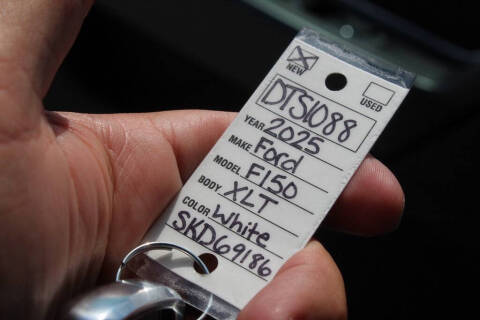 NEW
USED
DTS1088
YEAR 2025
MAKE Ford
MODEL F150
BODY XLT
COLOR White
SKD69186